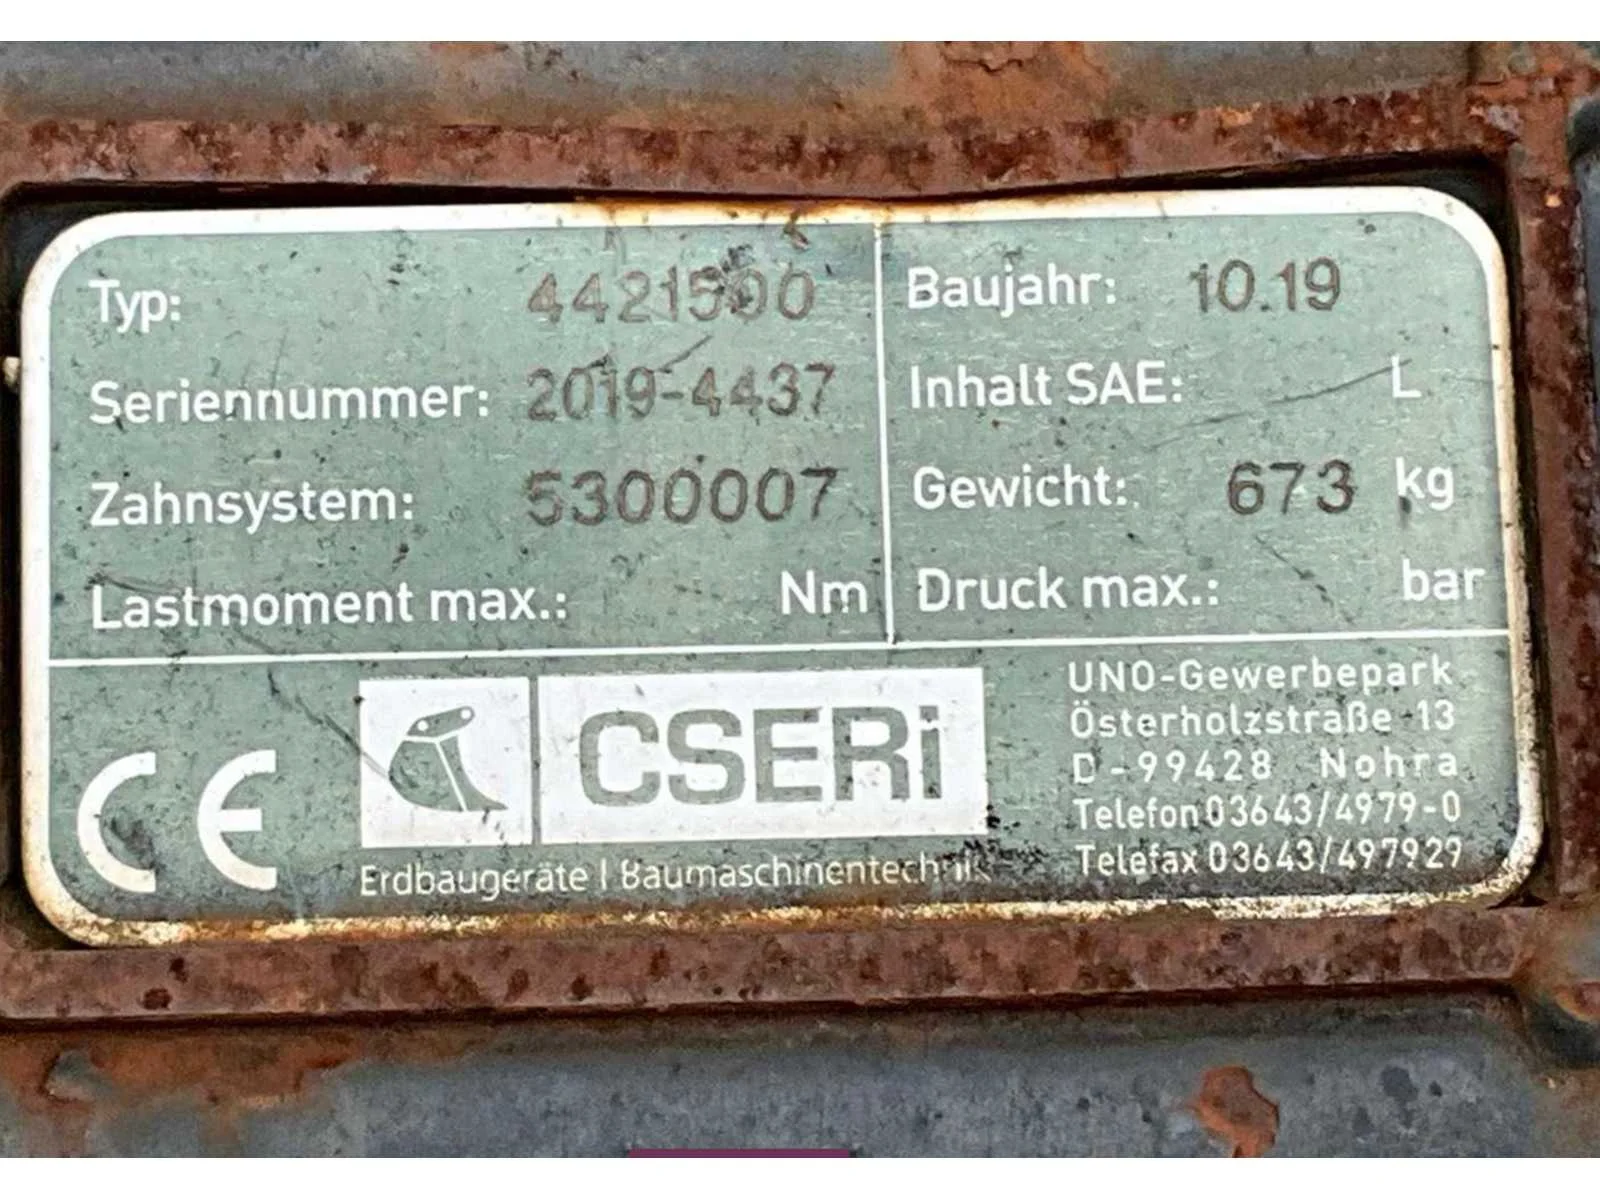 Typ: 4421500
Seriennummer: 2019-4437
Zahnsystem: 5300007
Lastmoment max.: Nm
Baujahr: 10.19
Inhalt SAE: L
Gewicht: 673 kg
Druck max.: bar
CE
CSERi
Erdbaugeräte | Baumaschinentechnik
UNO-Gewerbepark
Österholzstraße 13
D-99428 Nohra
Telefon 03643/4979-0
Telefax 03643/497929